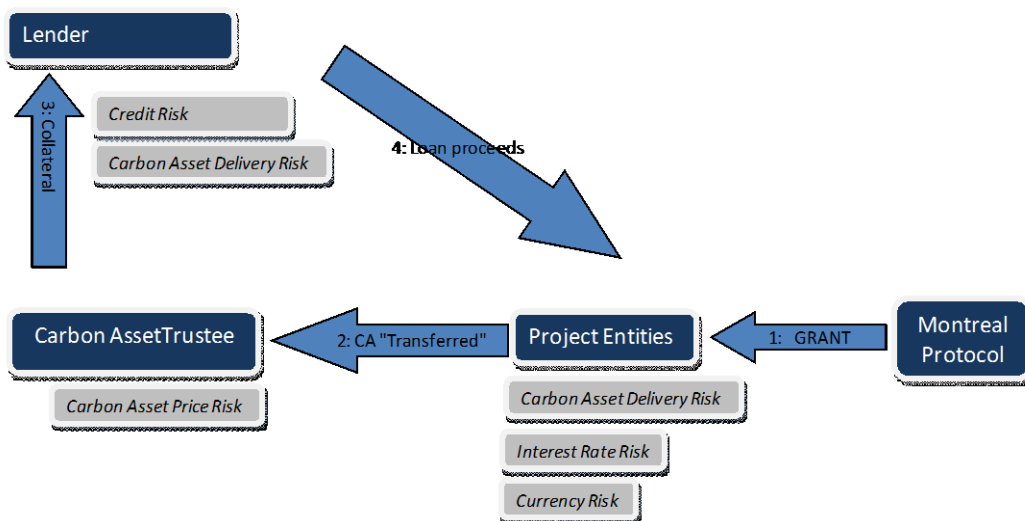 Lender
3: Collateral
Credit Risk
Carbon Asset Delivery Risk
4: Loan proceeds
Carbon AssetTrustee
2: CA "Transferred"
Project Entities
1: GRANT
Montreal
Protocol
Carbon Asset Price Risk
Carbon Asset Delivery Risk
Interest Rate Risk
Currency Risk